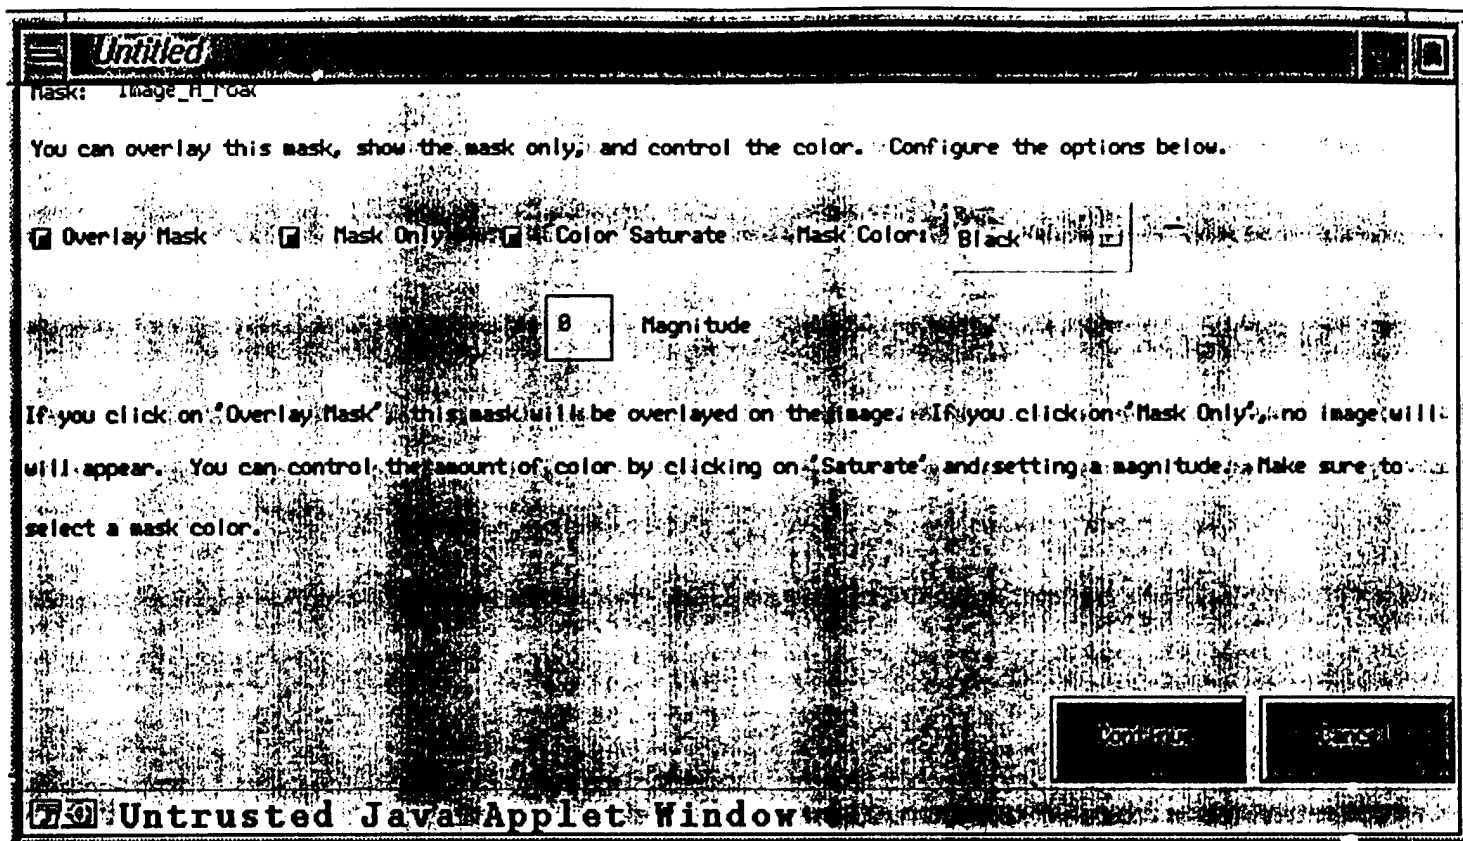 Untitled
Mask:
You can overlay this mask, show the mask only, and control the color. Configure the options below.
Overlay Mask Mask Only Color Saturate Mask Color: Black
0 Magnitude
If you click on "Overlay Mask", this mask will be overlayed on the image. If you click on "Mask Only", no image will
will appear. You can control the amount of color by clicking on "Saturate" and setting a magnitude. Make sure to
select a mask color.
Continue Cancel
Untrusted Java Applet Window